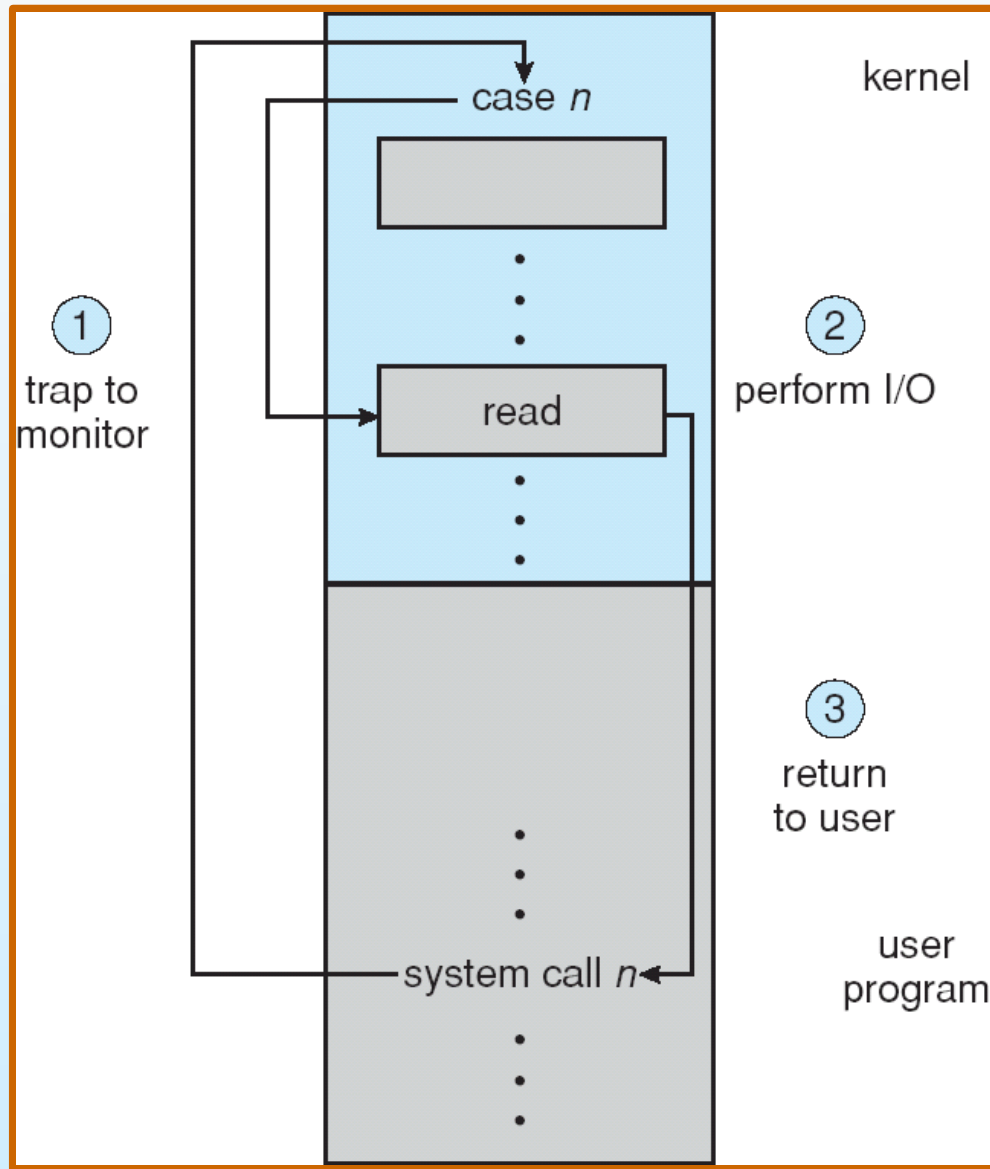 kernel
case n
1
trap to
monitor
2
perform I/O
read
3
return
to user
system call n
user
program